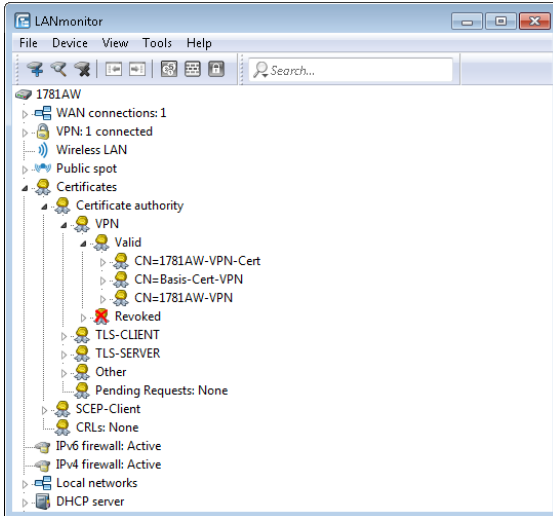 LANmonitor
File Device View Tools Help
Search...
1781AW
WAN connections: 1
VPN: 1 connected
Wireless LAN
Public spot
Certificates
Certificate authority
VPN
Valid
CN=1781AW-VPN-Cert
CN=Basis-Cert-VPN
CN=1781AW-VPN
Revoked
TLS-CLIENT
TLS-SERVER
Other
Pending Requests: None
SCEP-Client
CRLs: None
IPv6 firewall: Active
IPv4 firewall: Active
Local networks
DHCP server